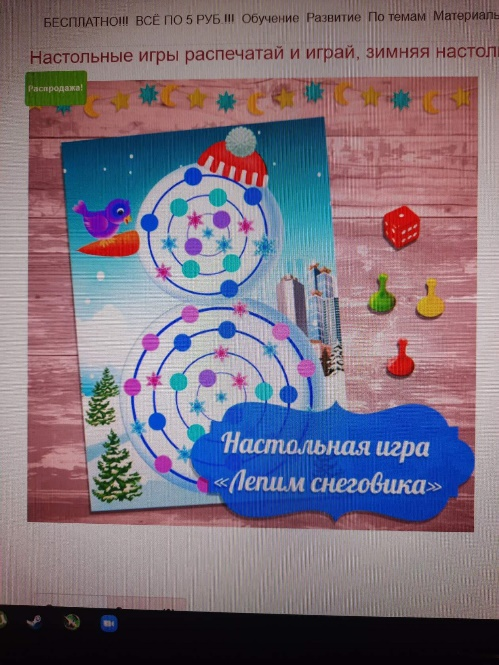 БЕСПЛАТНО!!! ВСЁ ПО 5 РУБ.!!! Обучение Развитие По темам Материалы
Настольные игры распечатай и играй, зимняя настоль
Распродажа!
Настольная игра
«Лепим снеговика»